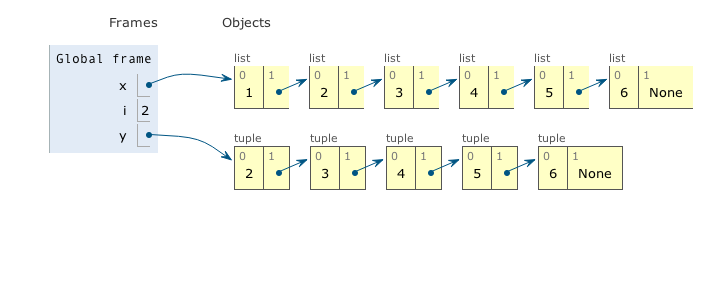 Frames Objects
Global frame
x
i 2
y
list list list list list list
0 1 0 1 0 1 0 1 0 1 0 1
1 2 3 4 5 6 None
tuple tuple tuple tuple tuple
0 1 0 1 0 1 0 1 0 1
2 3 4 5 6 None